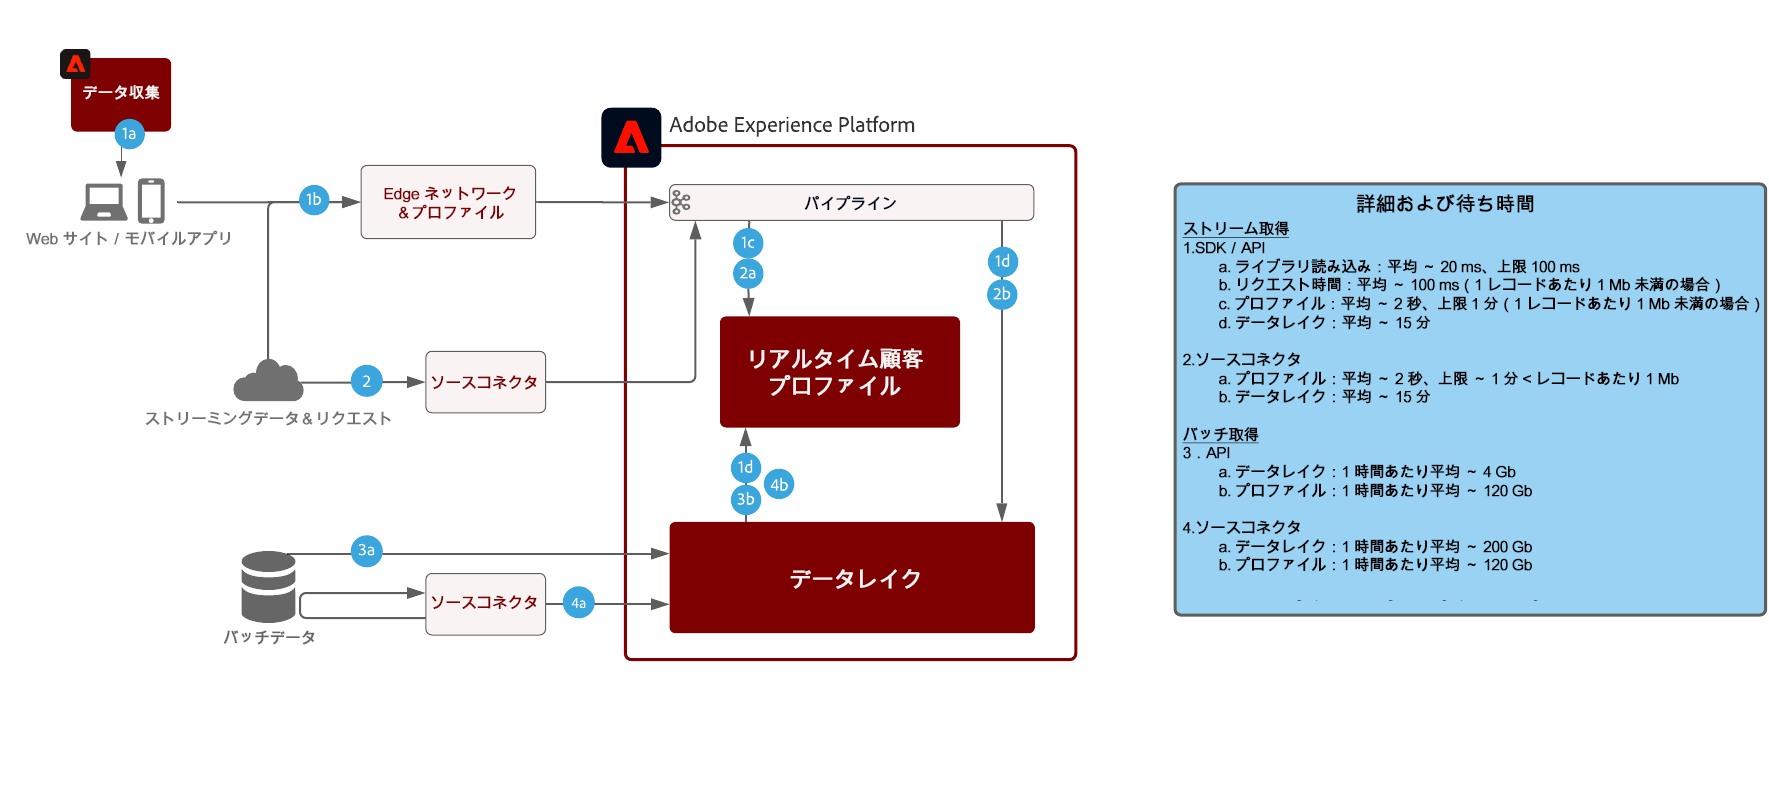 データ収集
1a
Web サイト / モバイルアプリ
1b
Edge ネットワーク
＆プロファイル
Adobe Experience Platform
パイプライン
1c
2a
1d
2b
リアルタイム顧客
プロファイル
2
ソースコネクタ
ストリーミングデータ＆リクエスト
1d
3b
4b
データレイク
3a
ソースコネクタ
4a
バッチデータ
詳細および待ち時間
ストリーム取得
1.SDK / API
a. ライブラリ読み込み：平均 ~ 20 ms、上限 100 ms
b. リクエスト時間：平均 ~ 100 ms ( 1 レコードあたり 1 Mb 未満の場合 )
c. プロファイル：平均 ~ 2 秒、上限 1 分 ( 1 レコードあたり 1 Mb 未満の場合 )
d. データレイク：平均 ~ 15 分
2.ソースコネクタ
a. プロファイル：平均 ~ 2 秒、上限 ~ 1 分 < レコードあたり 1 Mb
b. データレイク：平均 ~ 15 分
バッチ取得
3 . API
a. データレイク：1 時間あたり平均 ~ 4 Gb
b. プロファイル：1 時間あたり平均 ~ 120 Gb
4.ソースコネクタ
a. データレイク：1 時間あたり平均 ~ 200 Gb
b. プロファイル：1 時間あたり平均 ~ 120 Gb